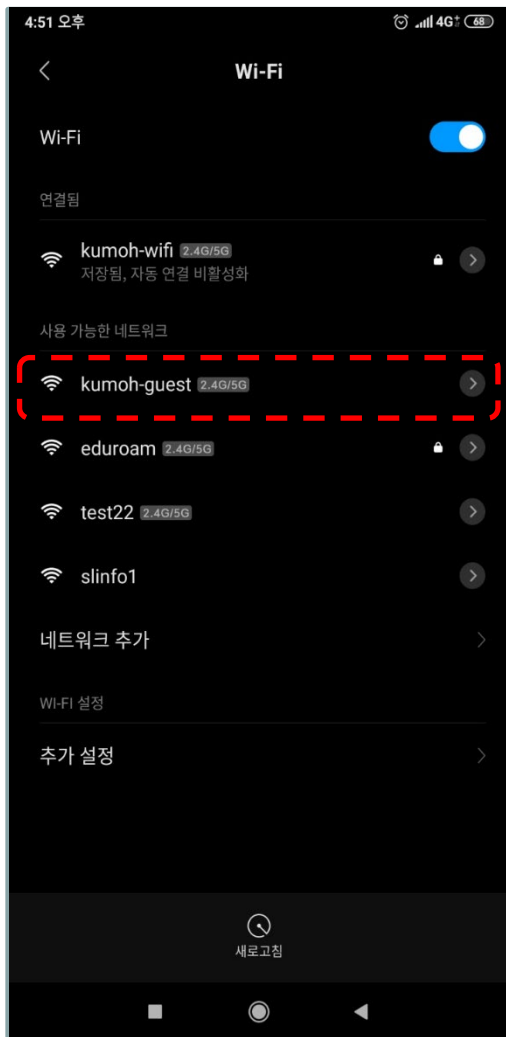 4:51 오후
4G+ 68
Wi-Fi
Wi-Fi
연결됨
kumoh-wifi 2.4G/5G
저장됨, 자동 연결 비활성화
사용 가능한 네트워크
kumoh-guest 2.4G/5G
eduroam 2.4G/5G
test22 2.4G/5G
slinfo1
네트워크 추가
WI-FI 설정
추가 설정
새로고침